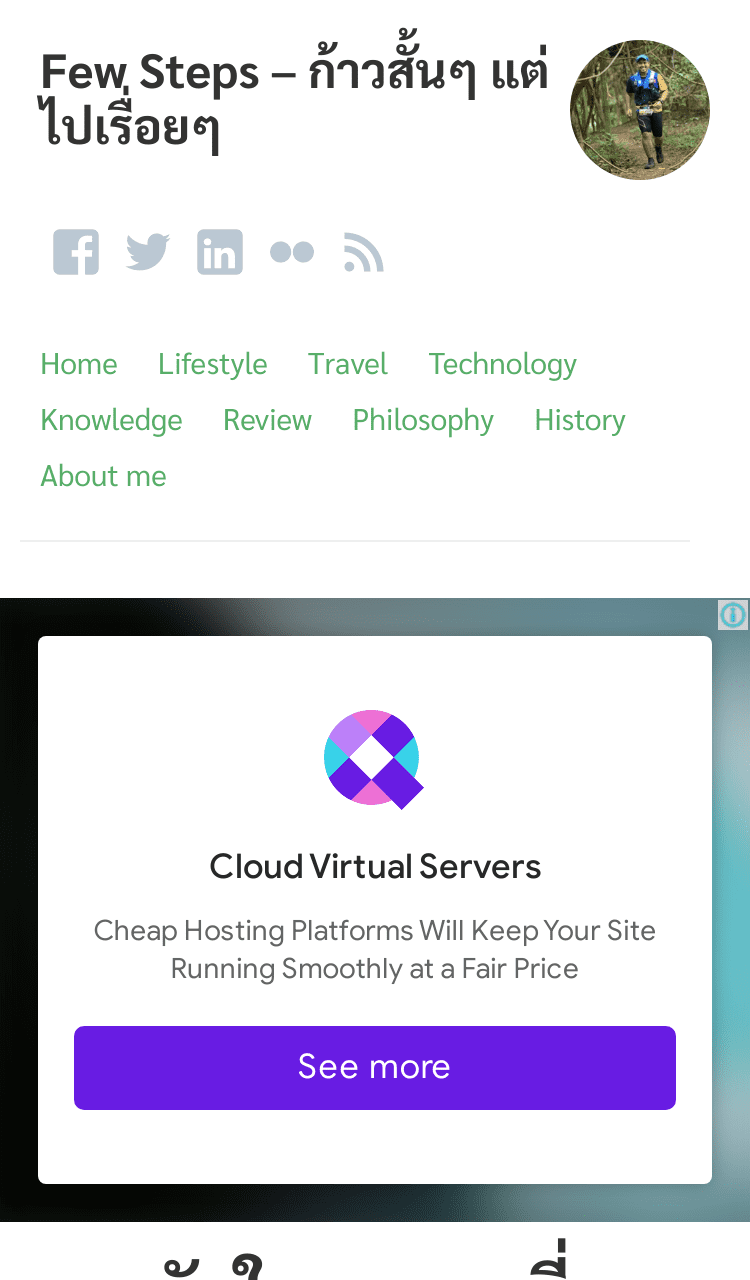 Few Steps – ก้าวสั้นๆ แต่
ไปเรื่อยๆ
Home Lifestyle Travel Technology
Knowledge Review Philosophy History
About me
Cloud Virtual Servers
Cheap Hosting Platforms Will Keep Your Site
Running Smoothly at a Fair Price
See more